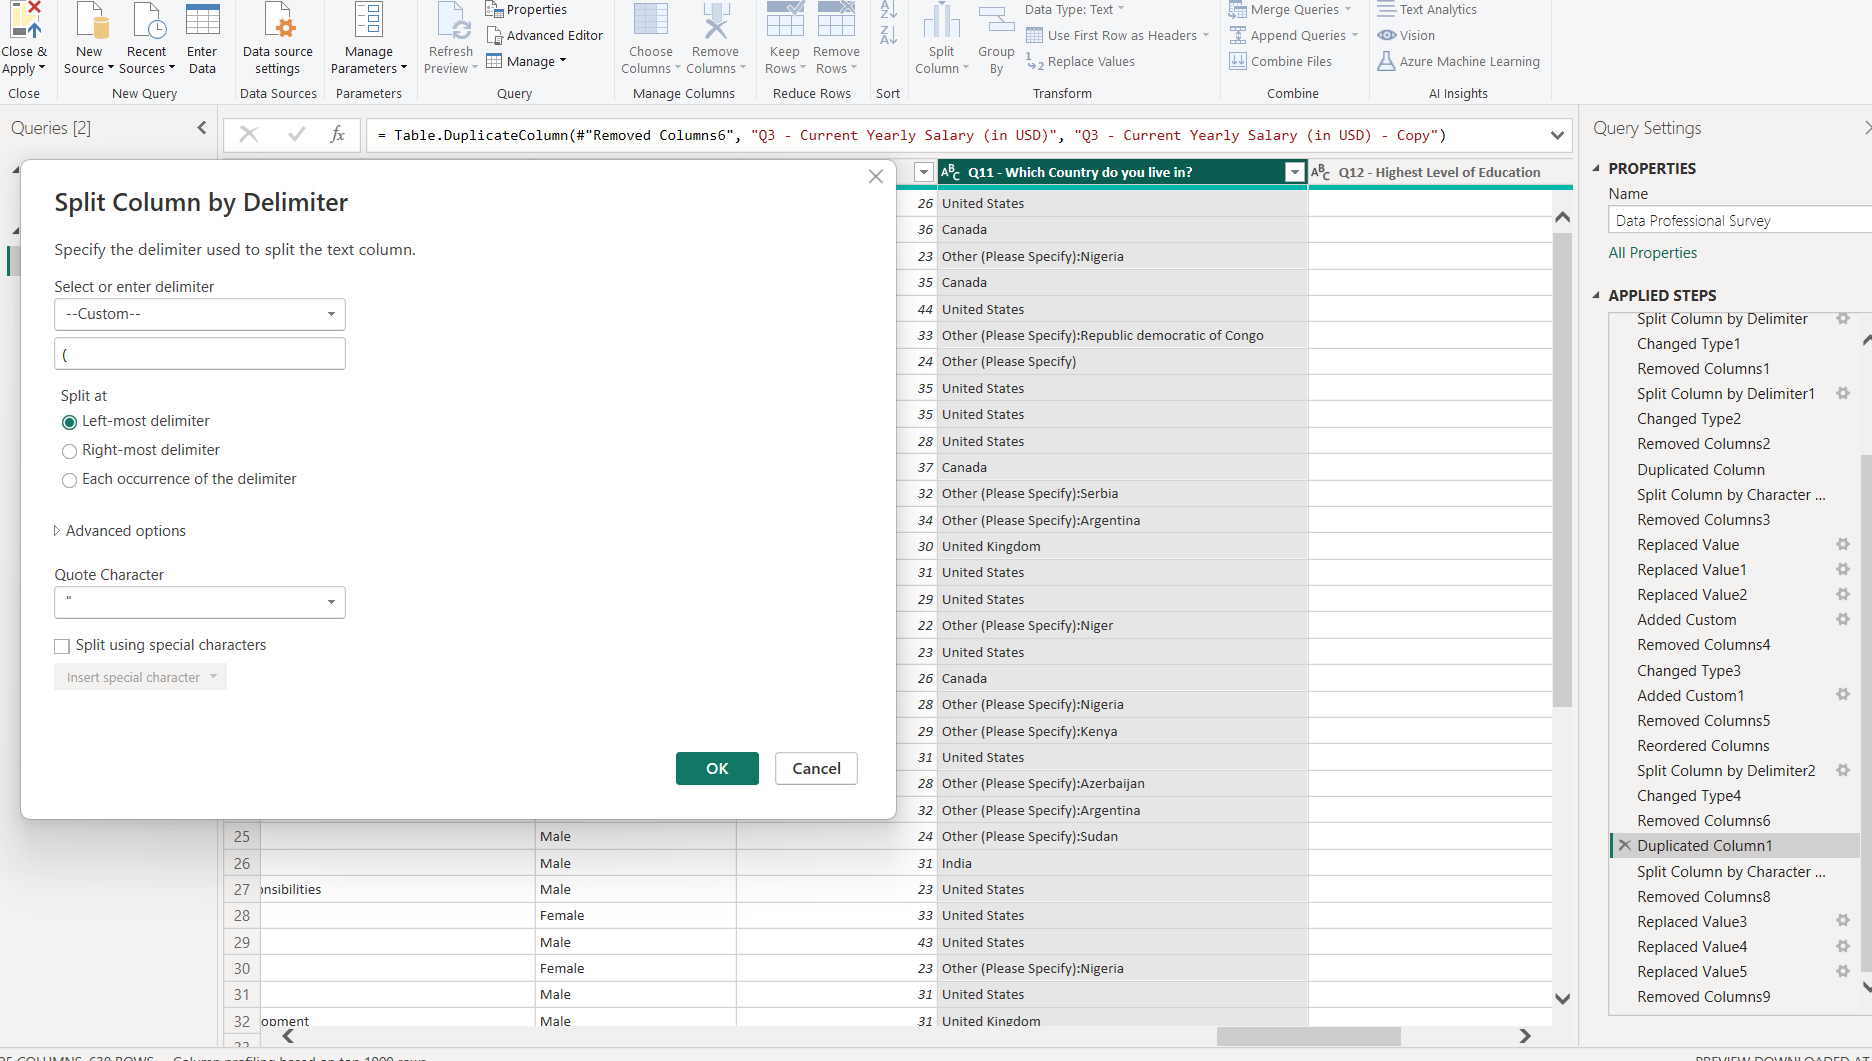 Close &
Apply
Close
New
Source
Recent
Sources
Enter
Data
New Query
Data source
settings
Data Sources
Manage
Parameters
Parameters
Refresh
Preview
Properties
Advanced Editor
Manage
Query
Choose
Columns
Remove
Columns
Manage Columns
Keep
Rows
Remove
Rows
Reduce Rows
Sort
Split
Column
Group
By
Data Type: Text
Use First Row as Headers
Replace Values
Transform
Merge Queries
Append Queries
Combine Files
Combine
Text Analytics
Vision
Azure Machine Learning
AI Insights
Queries [2]
= Table.DuplicateColumn(#"Removed Columns6", "Q3 - Current Yearly Salary (in USD)", "Q3 - Current Yearly Salary (in USD) - Copy")
Split Column by Delimiter
Specify the delimiter used to split the text column.
Select or enter delimiter
--Custom--
(
Split at
Left-most delimiter
Right-most delimiter
Each occurrence of the delimiter
Advanced options
Quote Character
"
Split using special characters
Insert special character
OK
Cancel
Q11 - Which Country do you live in? Q12 - Highest Level of Education
26 United States
36 Canada
23 Other (Please Specify):Nigeria
35 Canada
44 United States
33 Other (Please Specify):Republic democratic of Congo
24 Other (Please Specify)
35 United States
35 United States
28 United States
37 Canada
32 Other (Please Specify):Serbia
34 Other (Please Specify):Argentina
30 United Kingdom
31 United States
29 United States
22 Other (Please Specify):Niger
23 United States
26 Canada
28 Other (Please Specify):Nigeria
29 Other (Please Specify):Kenya
31 United States
28 Other (Please Specify):Azerbaijan
32 Other (Please Specify):Argentina
25 Male 24 Other (Please Specify):Sudan
26 Male 31 India
27 onsibilities Male 23 United States
28 Female 33 United States
29 Male 43 United States
30 Female 23 Other (Please Specify):Nigeria
31 Male 31 United States
32 opment Male 31 United Kingdom
Query Settings
PROPERTIES
Name
Data Professional Survey
All Properties
APPLIED STEPS
Split Column by Delimiter
Changed Type1
Removed Columns1
Split Column by Delimiter1
Changed Type2
Removed Columns2
Duplicated Column
Split Column by Character ...
Removed Columns3
Replaced Value
Replaced Value1
Replaced Value2
Added Custom
Removed Columns4
Changed Type3
Added Custom1
Removed Columns5
Reordered Columns
Split Column by Delimiter2
Changed Type4
Removed Columns6
Duplicated Column1
Split Column by Character ...
Removed Columns8
Replaced Value3
Replaced Value4
Replaced Value5
Removed Columns9